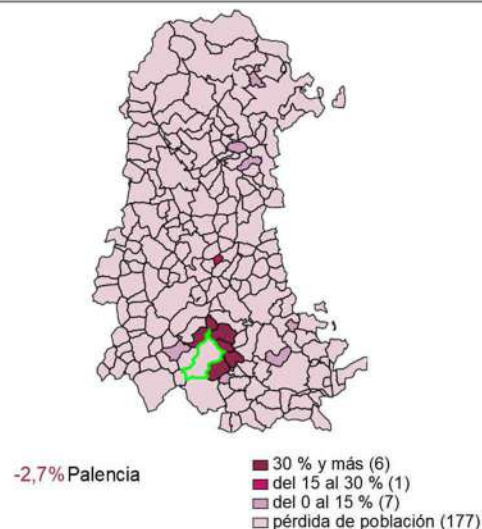 -2,7% Palencia
30 % y más (6)
del 15 al 30 % (1)
del 0 al 15 % (7)
pérdida de población (177)